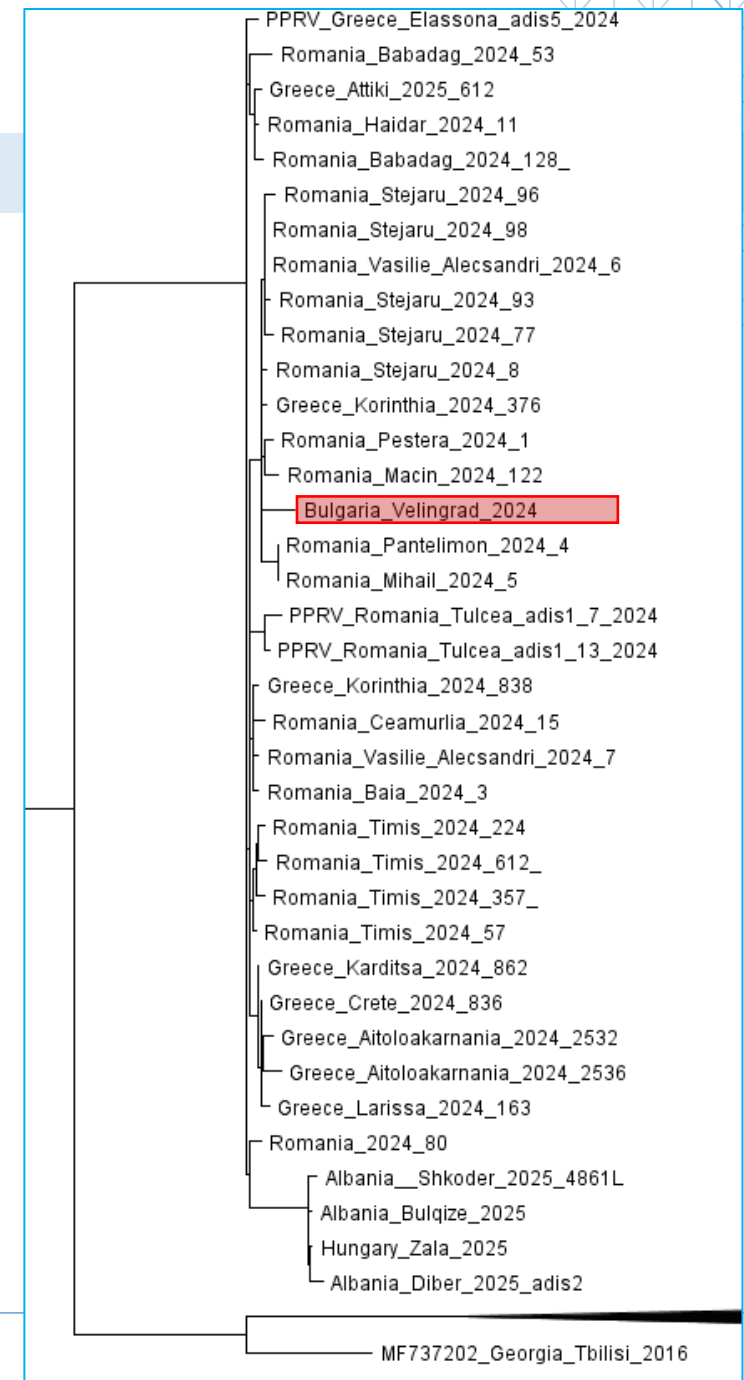 PPRV_Greece_Elassona_adis5_2024
Romania_Babadag_2024_53
Greece_Attiki_2025_612
Romania_Haidar_2024_11
Romania_Babadag_2024_128_
Romania_Stejaru_2024_96
Romania_Stejaru_2024_98
Romania_Vasilie_Alecsandri_2024_6
Romania_Stejaru_2024_93
Romania_Stejaru_2024_77
Romania_Stejaru_2024_8
Greece_Korinthia_2024_376
Romania_Pestera_2024_1
Romania_Macin_2024_122
Bulgaria_Velingrad_2024
Romania_Pantelimon_2024_4
Romania_Mihail_2024_5
PPRV_Romania_Tulcea_adis1_7_2024
PPRV_Romania_Tulcea_adis1_13_2024
Greece_Korinthia_2024_838
Romania_Ceamurlia_2024_15
Romania_Vasilie_Alecsandri_2024_7
Romania_Baia_2024_3
Romania_Timis_2024_224
Romania_Timis_2024_612_
Romania_Timis_2024_357_
Romania_Timis_2024_57
Greece_Karditsa_2024_862
Greece_Crete_2024_836
Greece_Aitoloakarnania_2024_2532
Greece_Aitoloakarnania_2024_2536
Greece_Larissa_2024_163
Romania_2024_80
Albania__Shkoder_2025_4861L
Albania_Bulqize_2025
Hungary_Zala_2025
Albania_Diber_2025_adis2
MF737202_Georgia_Tbilisi_2016